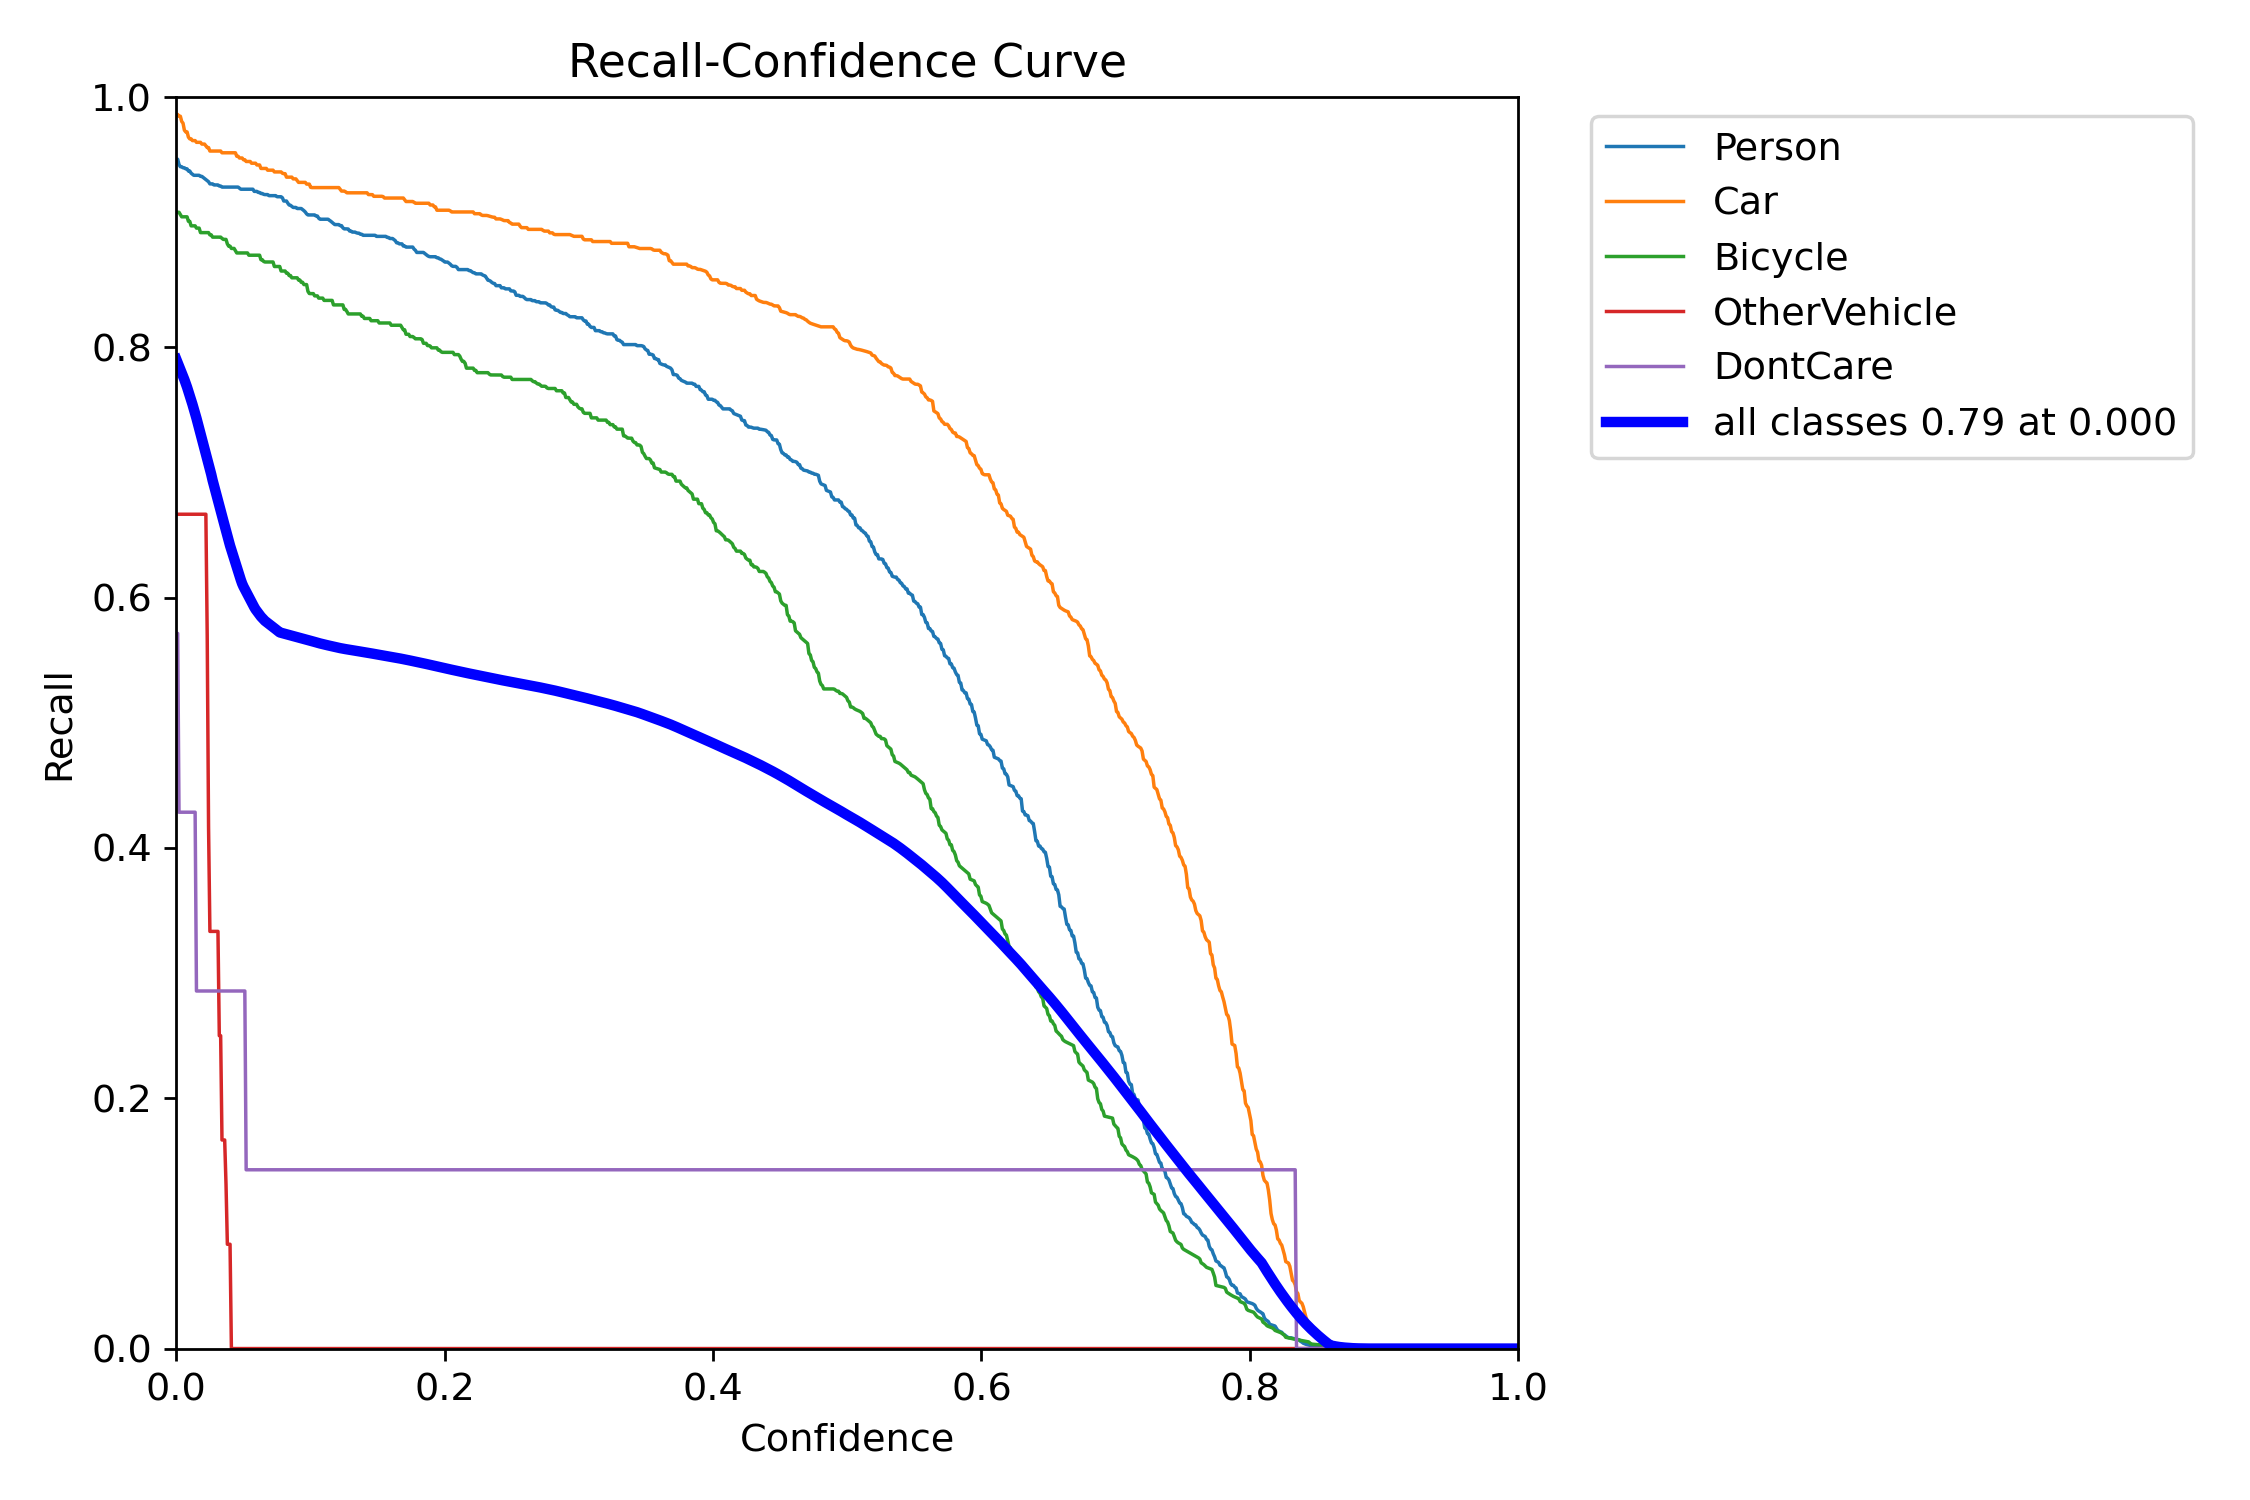 Recall-Confidence Curve
1.0
0.8
0.6
0.4
0.2
0.0
Recall
0.0 0.2 0.4 0.6 0.8 1.0
Confidence
Person
Car
Bicycle
OtherVehicle
DontCare
all classes 0.79 at 0.000